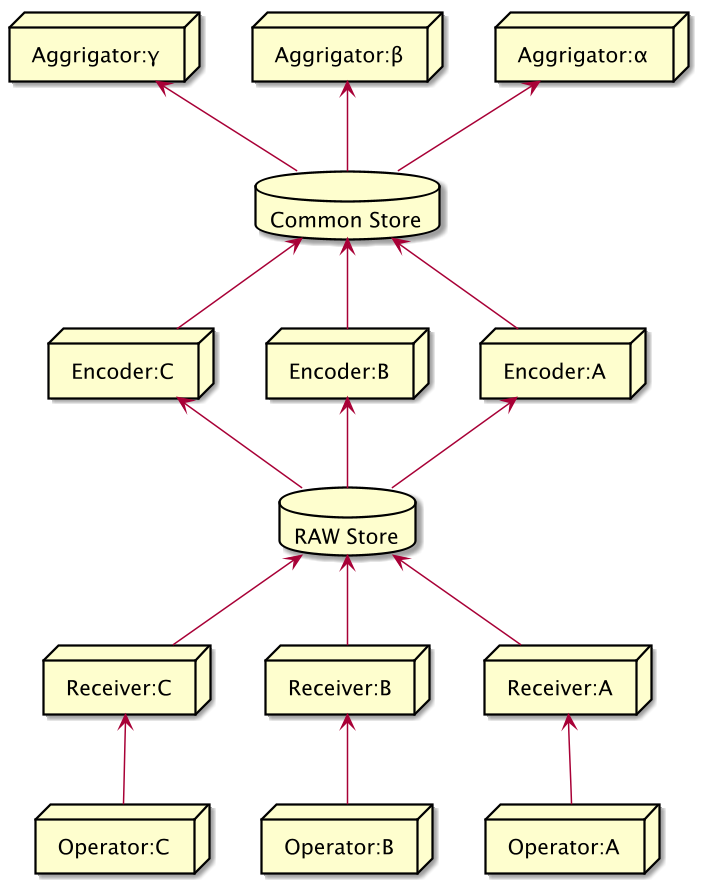 Aggrigator:γ
Aggrigator:β
Aggrigator:α
Common Store
Encoder:C
Encoder:B
Encoder:A
RAW Store
Receiver:C
Receiver:B
Receiver:A
Operator:C
Operator:B
Operator:A